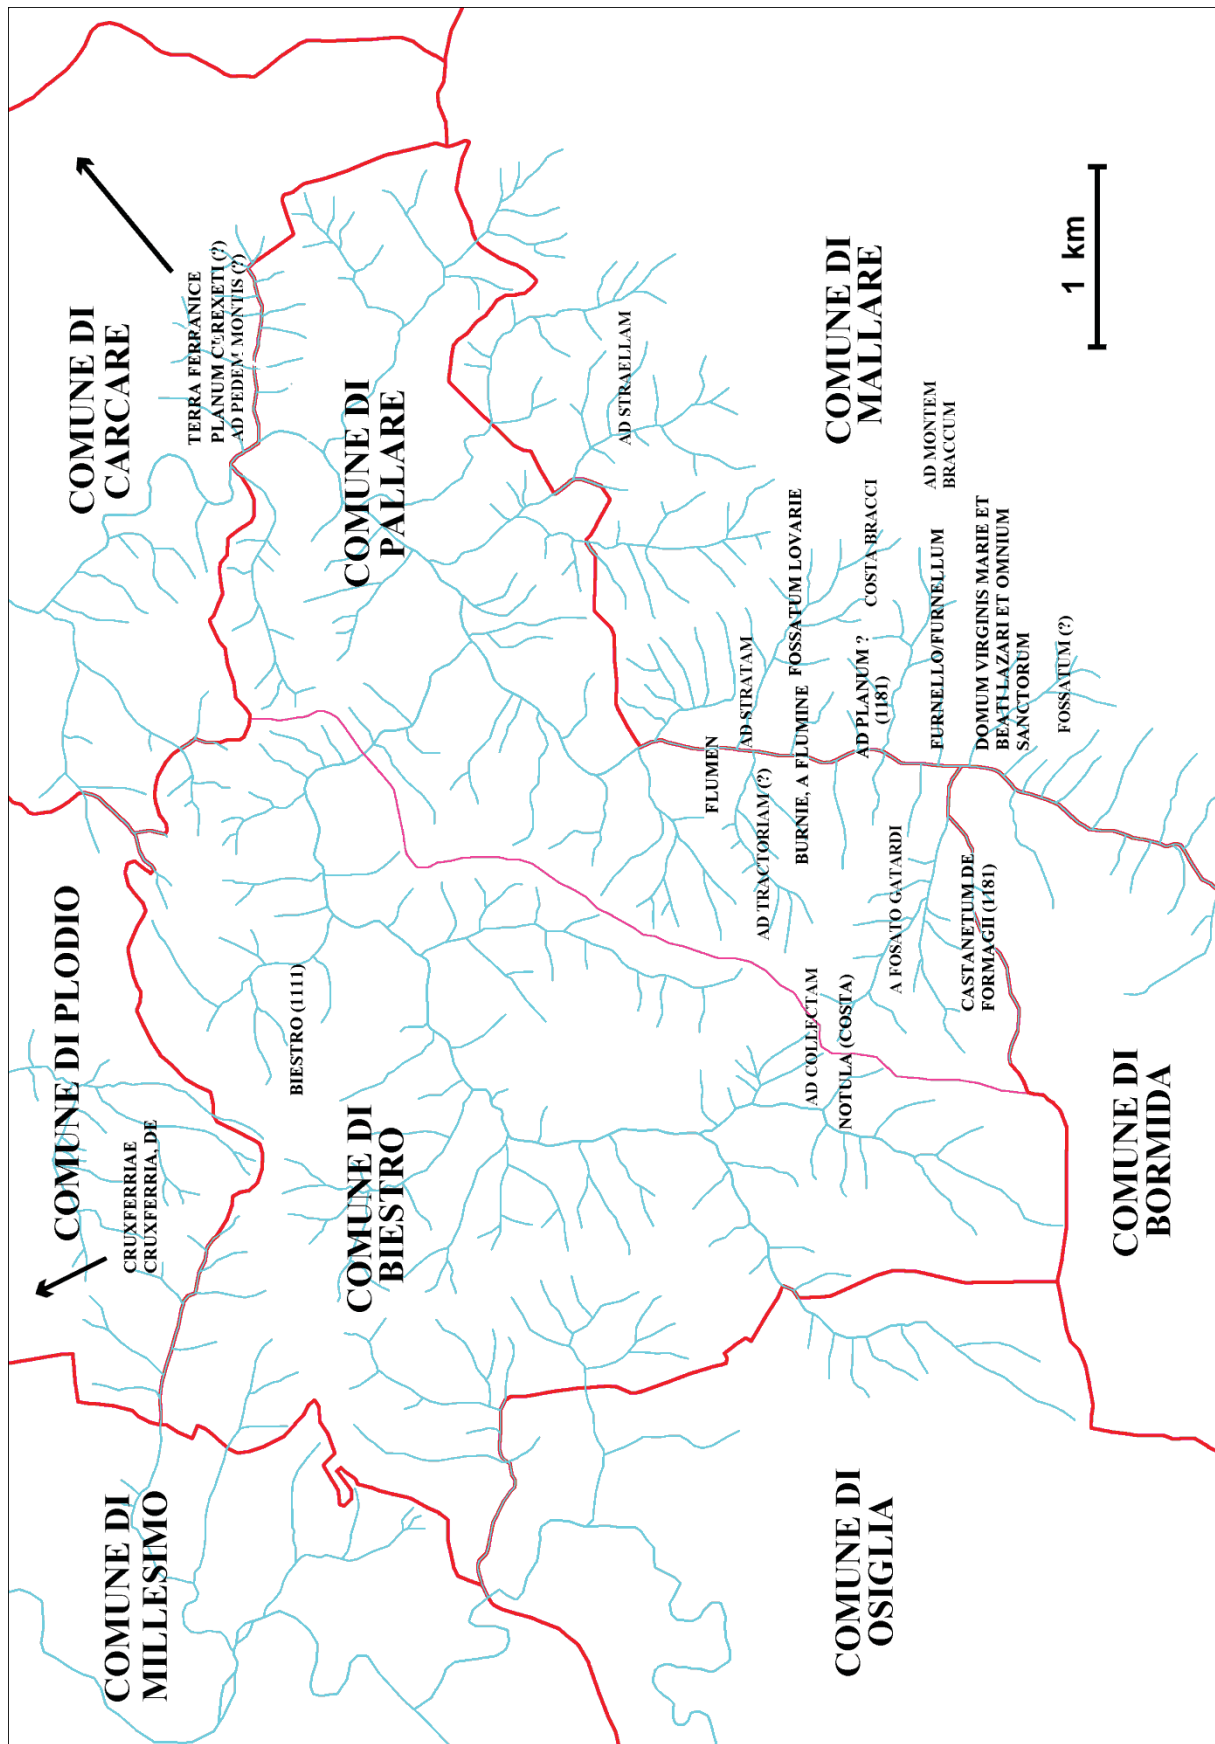 COMUNE DI
MILLESIMO
COMUNE DI PLODIO
CRUXFERRIAE
CRUXFERRIA, DE
COMUNE DI
CARCARE
TERRA FERRANICE
PLANUM (?)
AD PEDEM MONTIS (?)
BIESTRO (1111)
COMUNE DI
BIESTRO
COMUNE DI
PALLARE
AD STRAELLAM
FLUMEN
AD STRATAM
AD TRACTORIAM (?)
BURNIE, A FLUMINE
FOSSATUM LOVARIE
AD COLLECTAM
NOTULA (COSTA)
COMUNE DI
OSIGLIA
COMUNE DI
MALLARE
AD PLANUM ?
(1181)
COSTA BRACCI
A FOSATO GATARDI
FURNELLO/FURNELLUM
AD MONTEM
BRACCUM
CASTANETUM DE
FORMAGII (1181)
DOMUM VIRGINIS MARIE ET
BEATI LAZARI ET OMNIUM
SANCTORUM
FOSSATUM (?)
1 km
COMUNE DI
BORMIDA